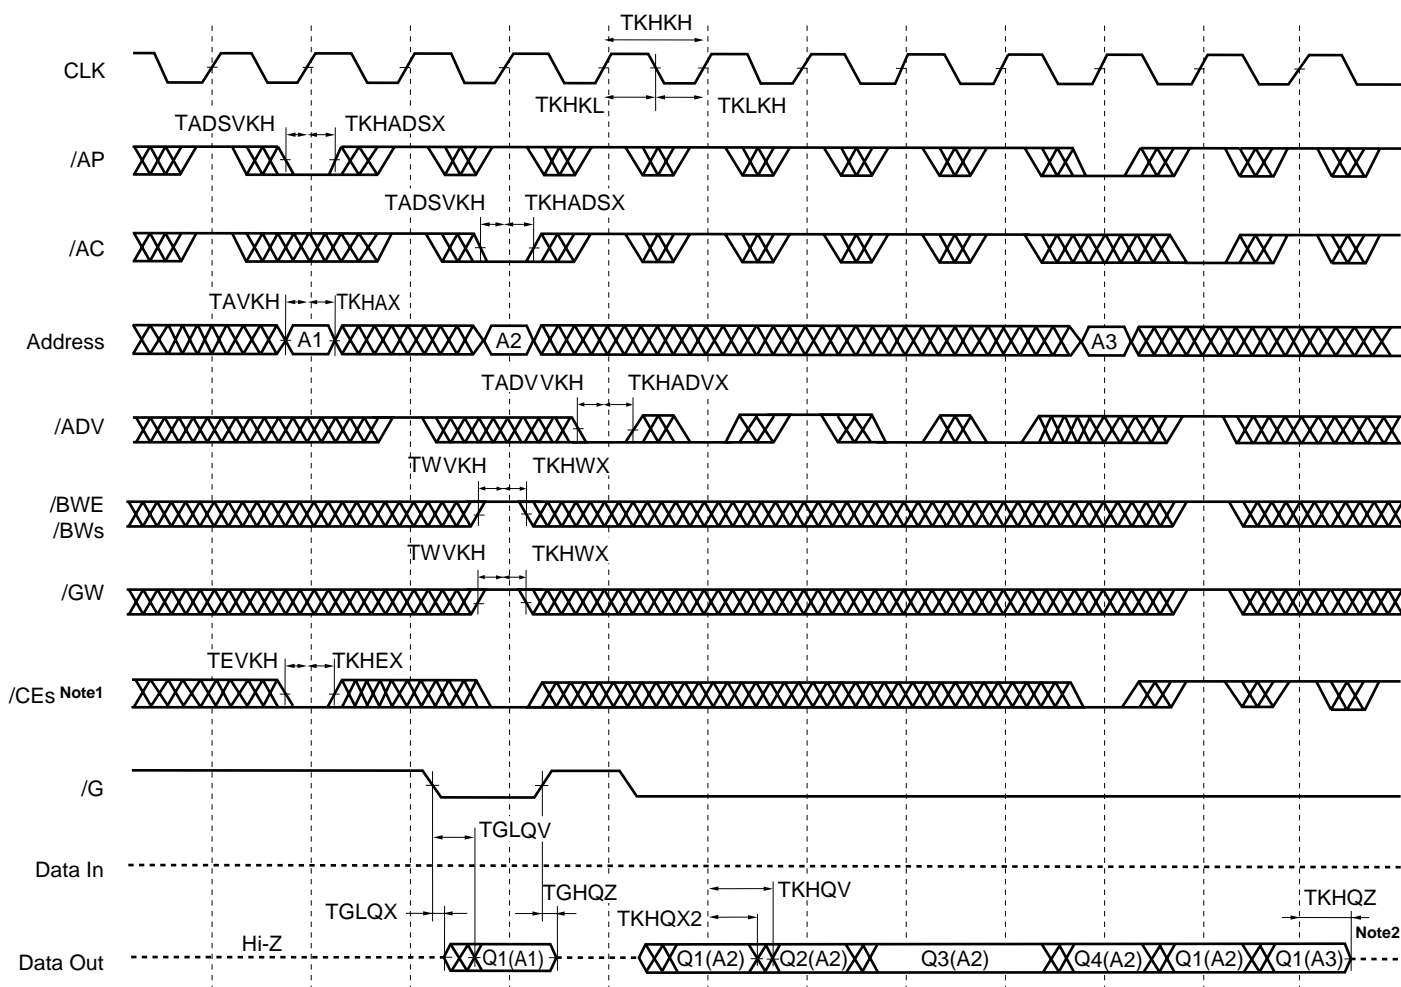 TKHKH
CLK
TKHKL TKLKH
TADSVKH TKHADSX
/AP
TADSVKH TKHADSX
/AC
TAVKH TKHAX
Address A1 A2 A3
TADVVKH TKHADVX
/ADV
TWVKH TKHWX
/BWE
/BWs
TWVKH TKHWX
/GW
TEVKH TKHEX
/CEs Note1
/G
TGLQV
Data In
TGLQX TGHQZ TKHQX2 TKHQV TKHQZ
Hi-Z Note2
Data Out Q1(A1) Q1(A2) Q2(A2) Q3(A2) Q4(A2) Q1(A2) Q1(A3)